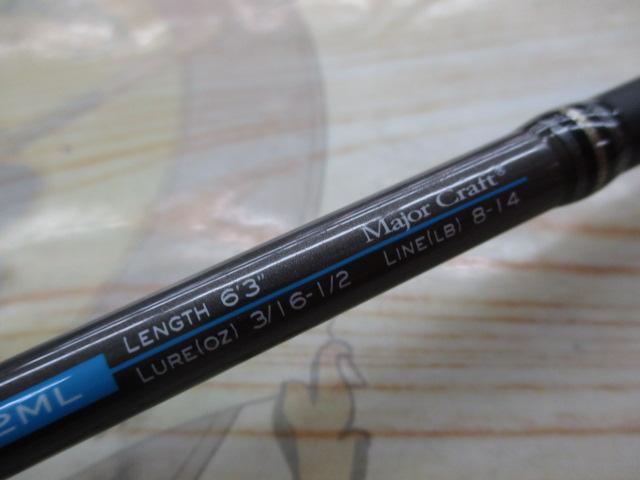 LENGTH 6'3"
Major Craft®
LURE(OZ) 3/16-1/2 LINE(LB) 8-14
2ML